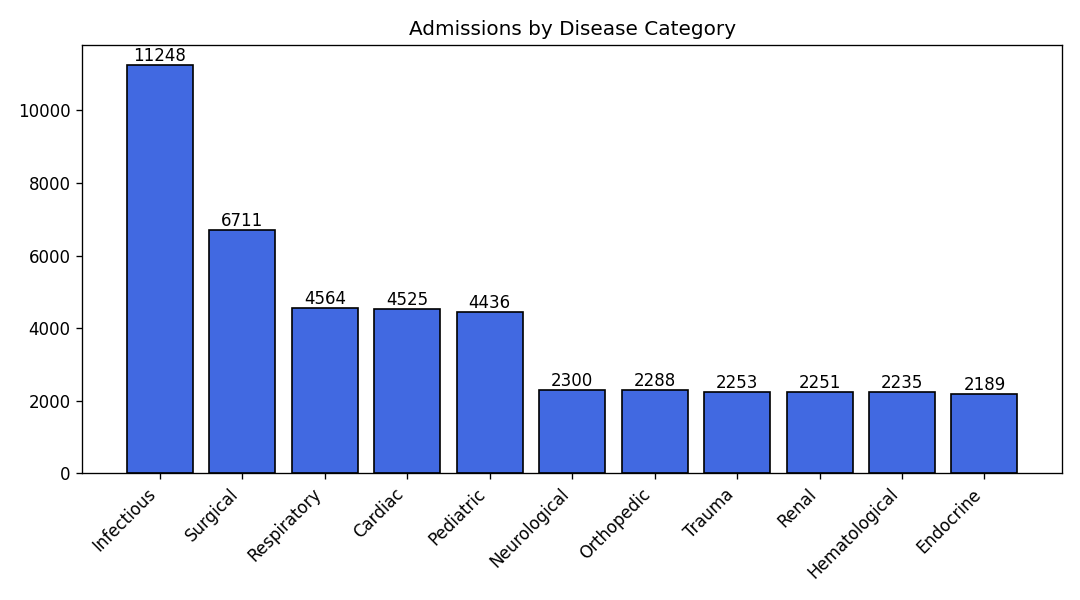 Admissions by Disease Category
11248
10000
8000
6711
6000
4564
4525
4436
4000
2300
2288
2253
2251
2235
2189
2000
0
Infectious
Surgical
Respiratory
Cardiac
Pediatric
Neurological
Orthopedic
Trauma
Renal
Hematological
Endocrine